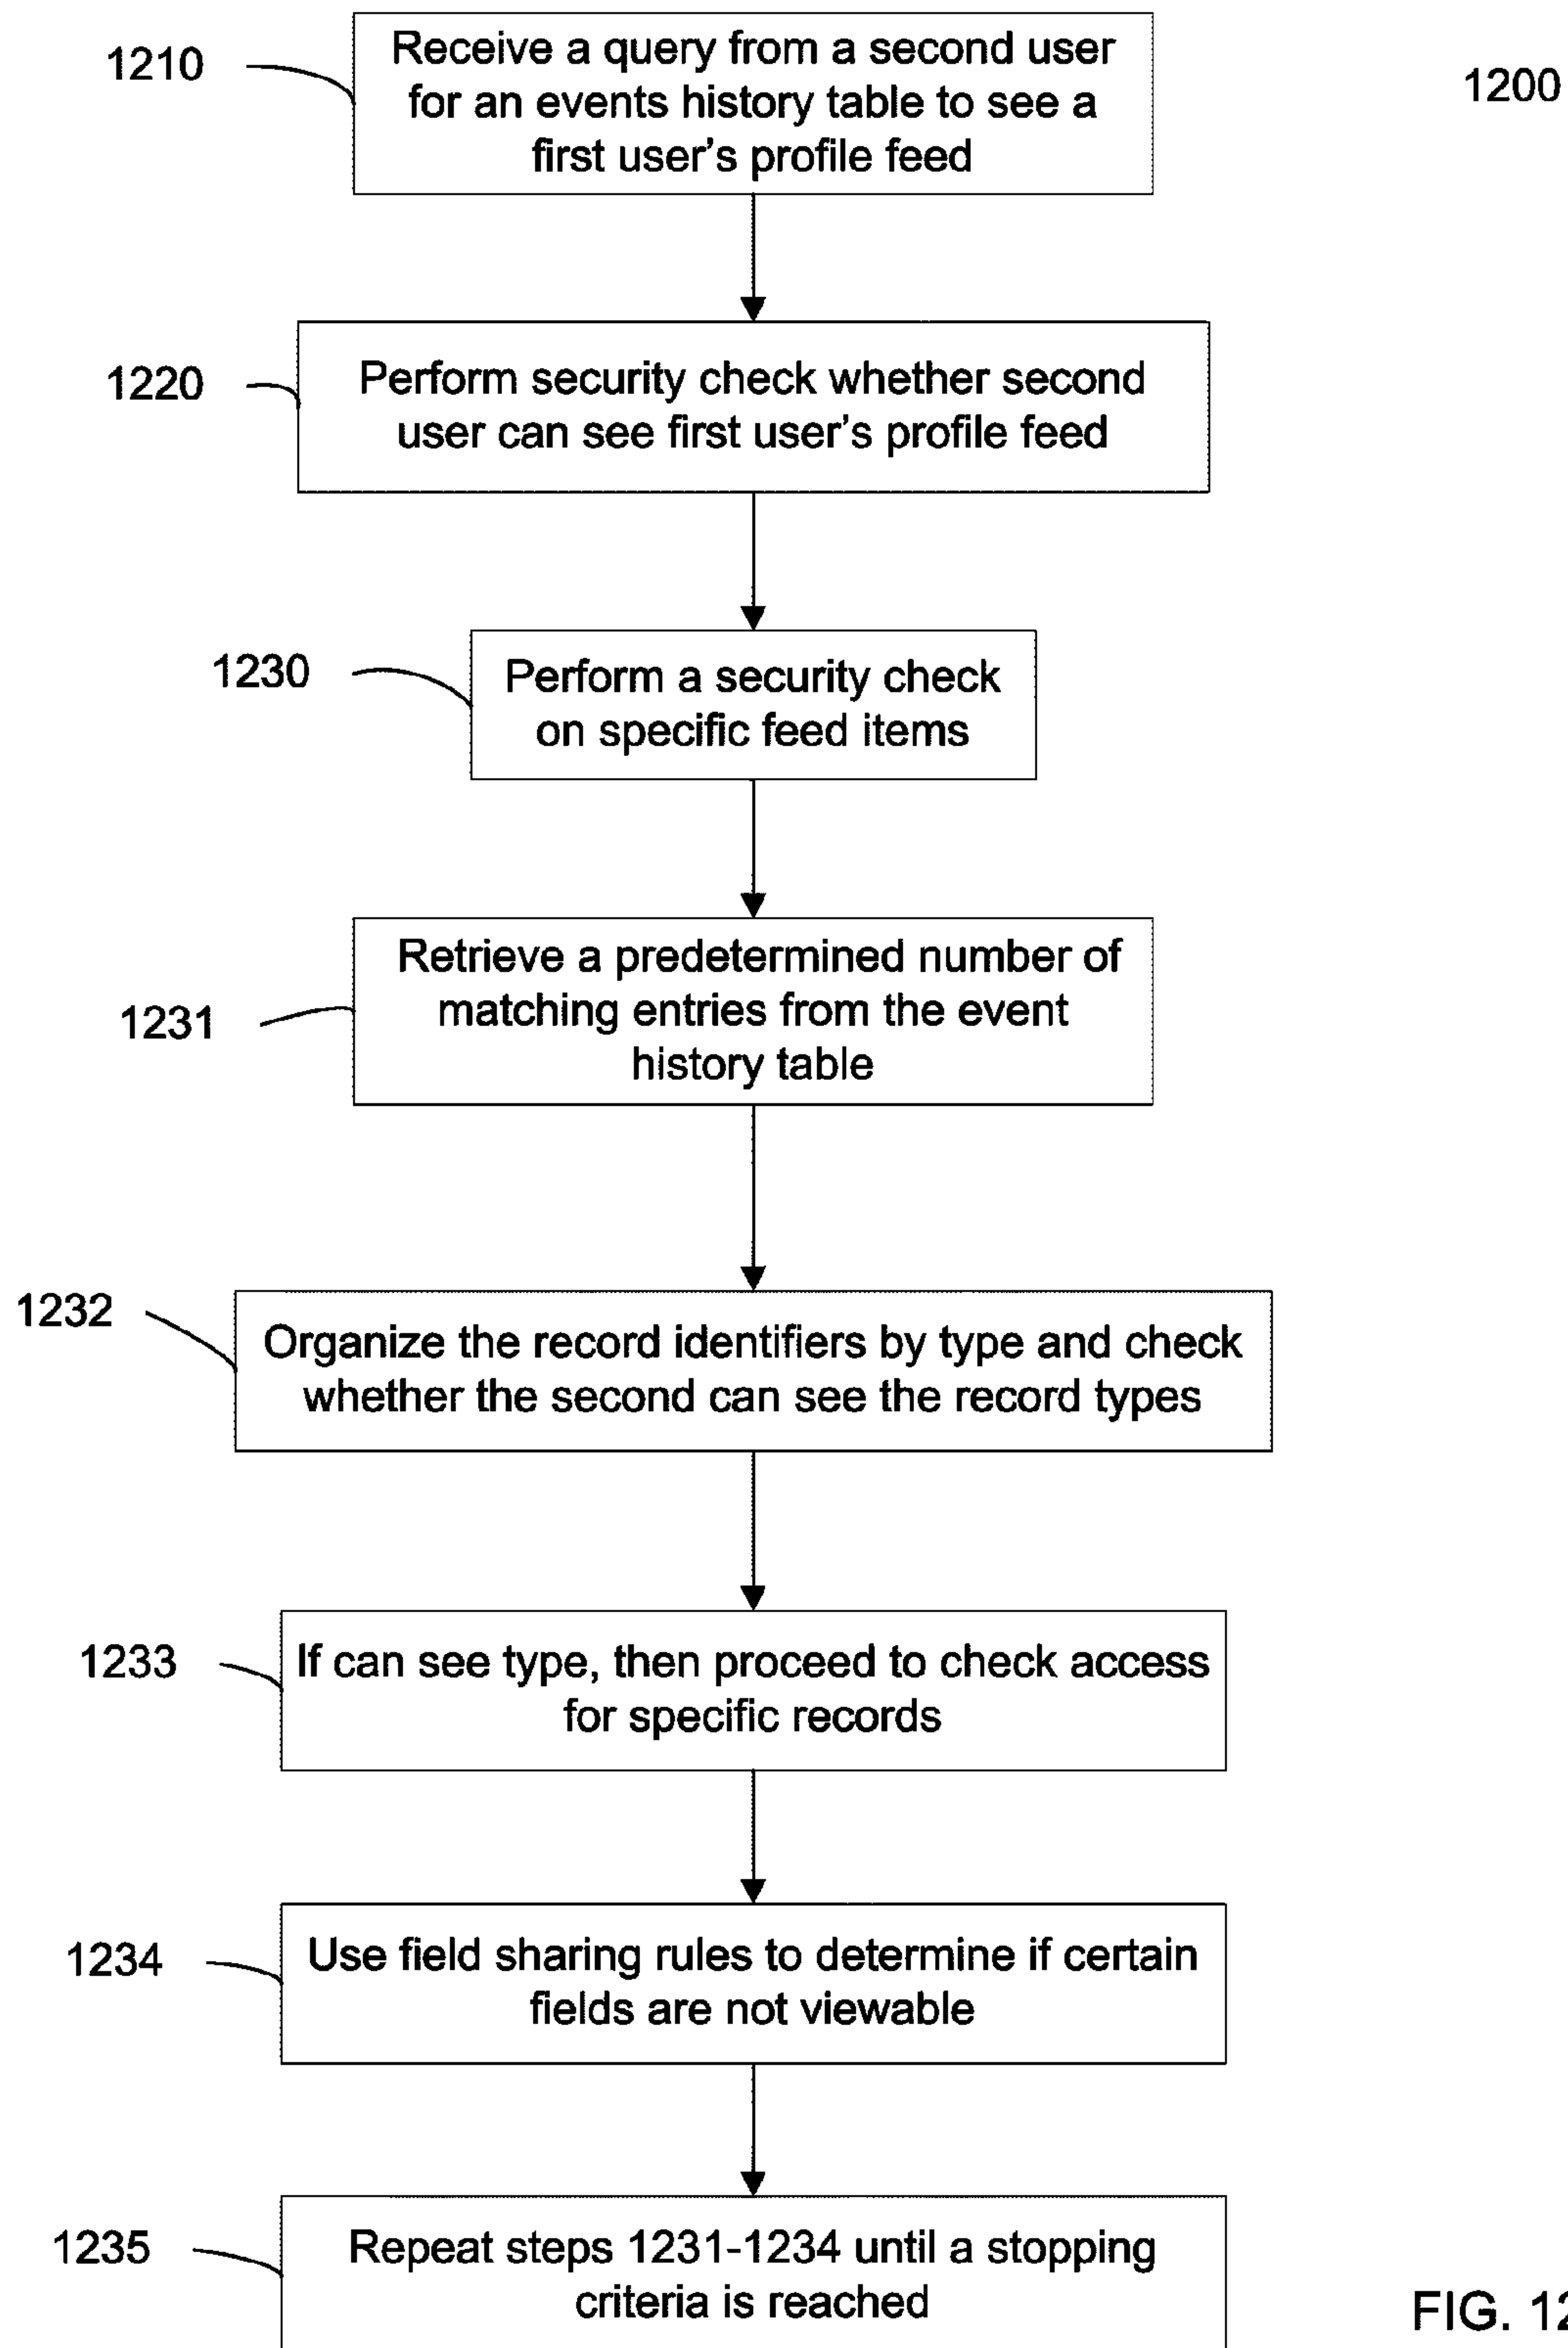 1200
1210
Receive a query from a second user
for an events history table to see a
first user's profile feed
1220
Perform security check whether second
user can see first user's profile feed
1230
Perform a security check
on specific feed items
1231
Retrieve a predetermined number of
matching entries from the event
history table
1232
Organize the record identifiers by type and check
whether the second can see the record types
1233
If can see type, then proceed to check access
for specific records
1234
Use field sharing rules to determine if certain
fields are not viewable
1235
Repeat steps 1231-1234 until a stopping
criteria is reached
FIG. 12